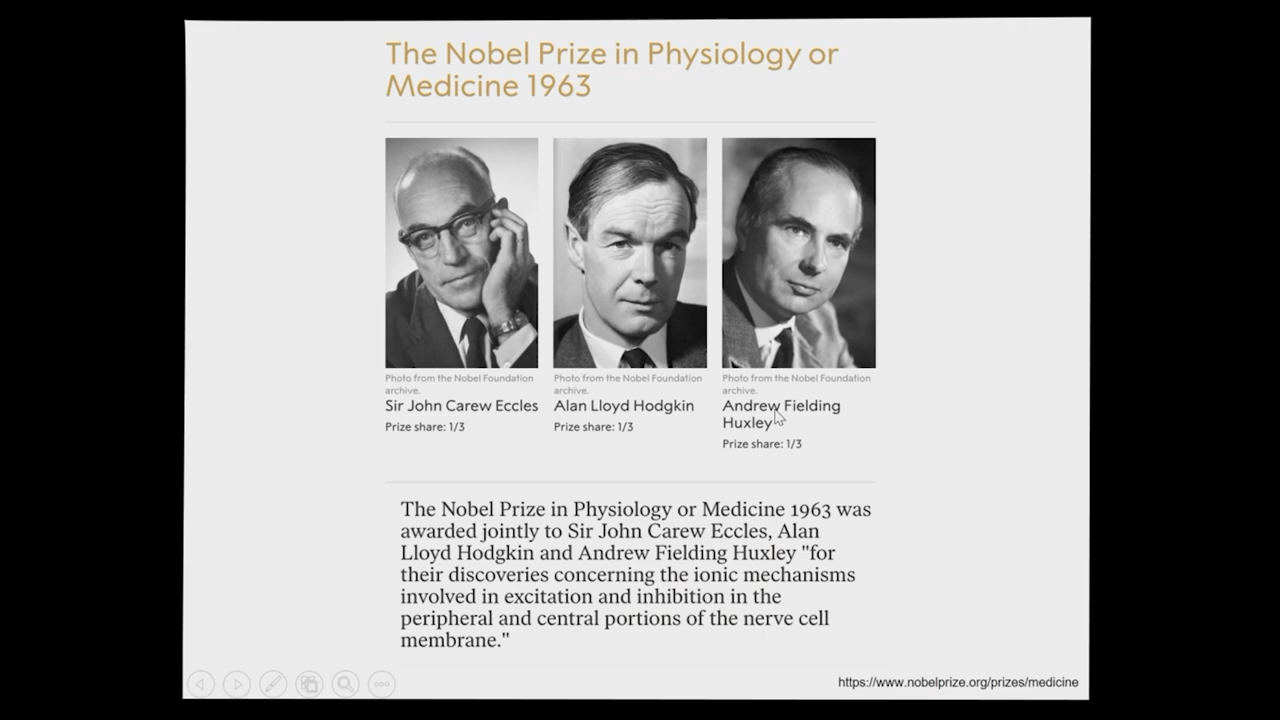 The Nobel Prize in Physiology or
Medicine 1963
Photo from the Nobel Foundation
archive.
Sir John Carew Eccles
Prize share: 1/3
Photo from the Nobel Foundation
archive.
Alan Lloyd Hodgkin
Prize share: 1/3
Photo from the Nobel Foundation
archive.
Andrew Fielding
Huxley
Prize share: 1/3
The Nobel Prize in Physiology or Medicine 1963 was
awarded jointly to Sir John Carew Eccles, Alan
Lloyd Hodgkin and Andrew Fielding Huxley "for
their discoveries concerning the ionic mechanisms
involved in excitation and inhibition in the
peripheral and central portions of the nerve cell
membrane."
https://www.nobelprize.org/prizes/medicine